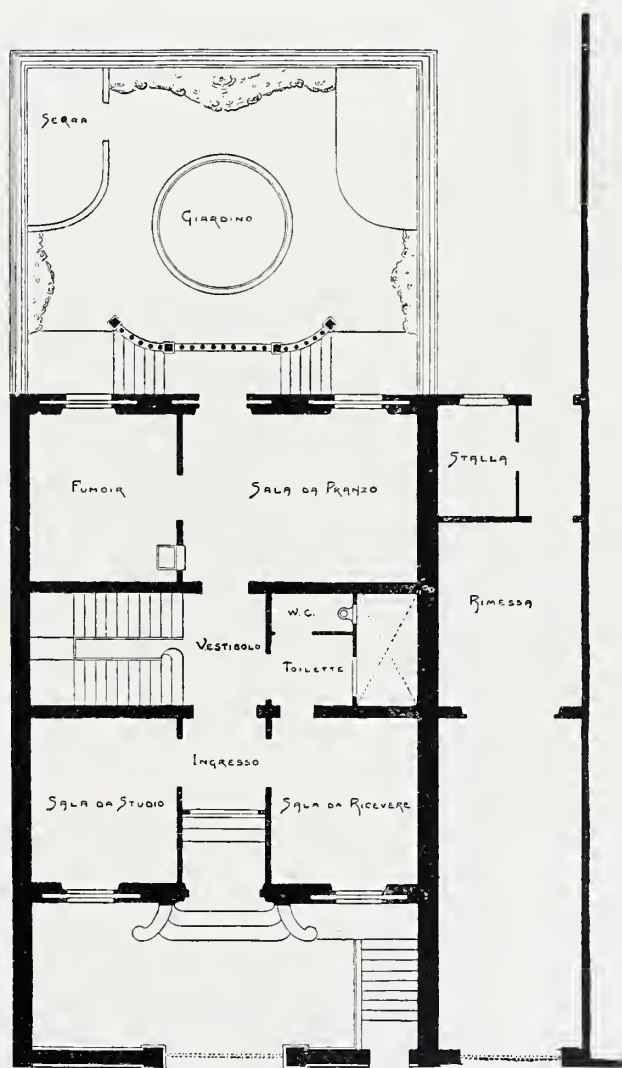 SERRA
GIARDINO
STALLA
FUMOIR
SALA DA PRANZO
RIMESSA
W.C.
VESTIBOLO
TOILETTE
INGRESSO
SALA DA STUDIO
SALA DA RICEVERE